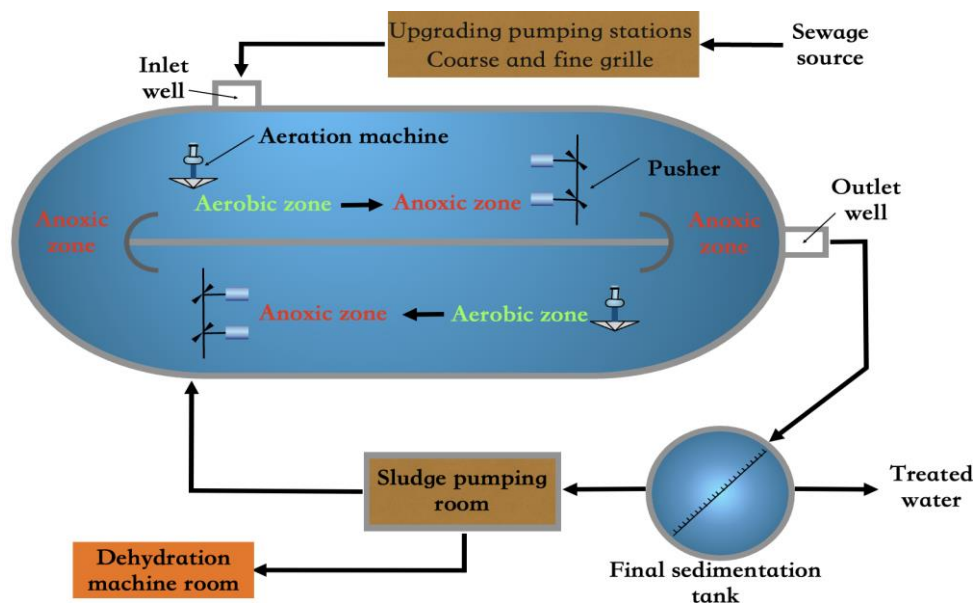 Upgrading pumping stations
Coarse and fine grille
Sewage
source
Inlet
well
Aeration machine
Pusher
Outlet
well
Aerobic zone
Anoxic zone
Anoxic
zone
Anoxic
zone
Anoxic zone
Aerobic zone
Sludge pumping
room
Treated
water
Dehydration
machine room
Final sedimentation
tank